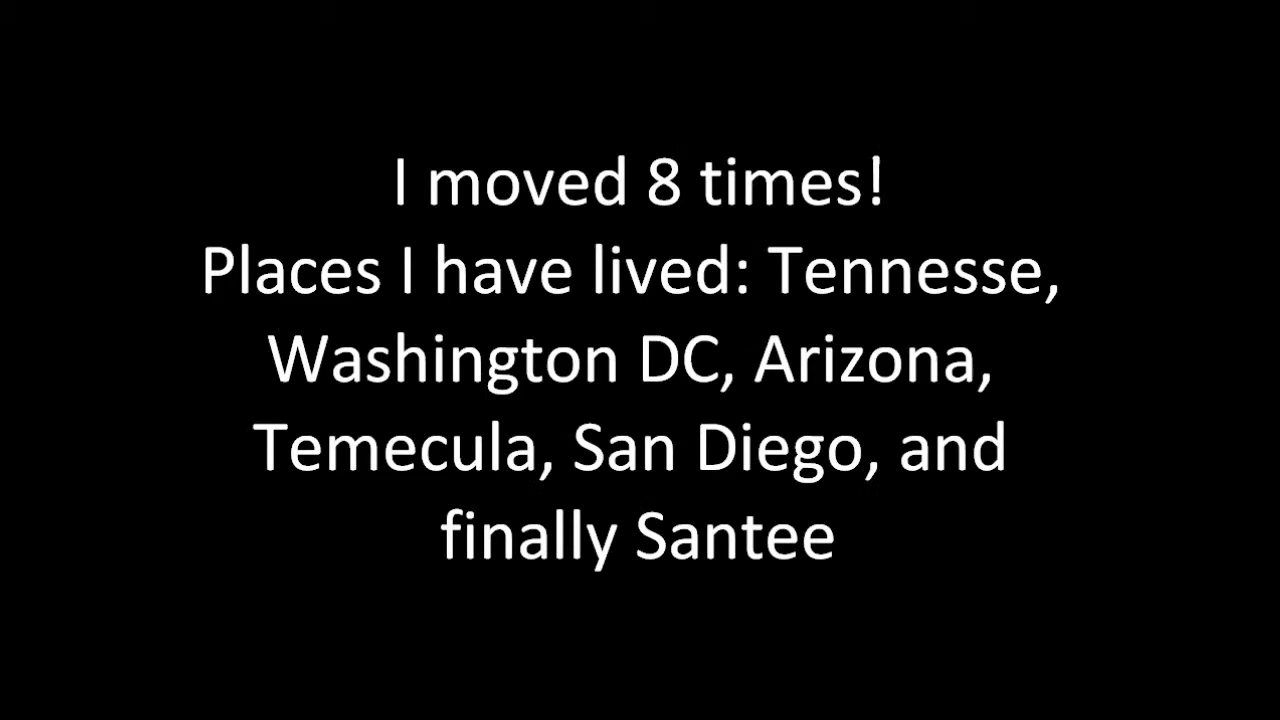 I moved 8 times!
Places I have lived: Tennesse,
Washington DC, Arizona,
Temecula, San Diego, and
finally Santee